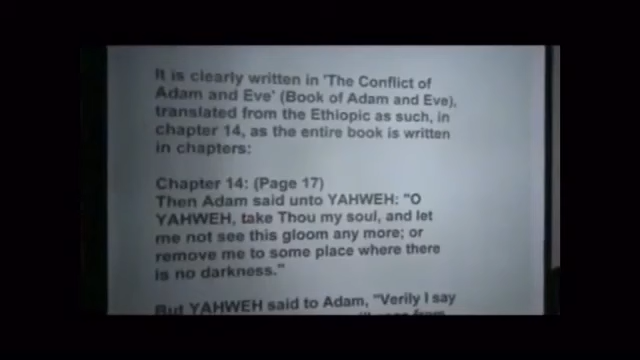 It is clearly written in 'The Conflict of
Adam and Eve' (Book of Adam and Eve),
translated from the Ethiopic as such, in
chapter 14, as the entire book is written
in chapters:
Chapter 14: (Page 17)
Then Adam said unto YAHWEH: "O
YAHWEH, take Thou my soul, and let
me not see this gloom any more; or
remove me to some place where there
is no darkness."
But YAHWEH said to Adam, "Verily I say